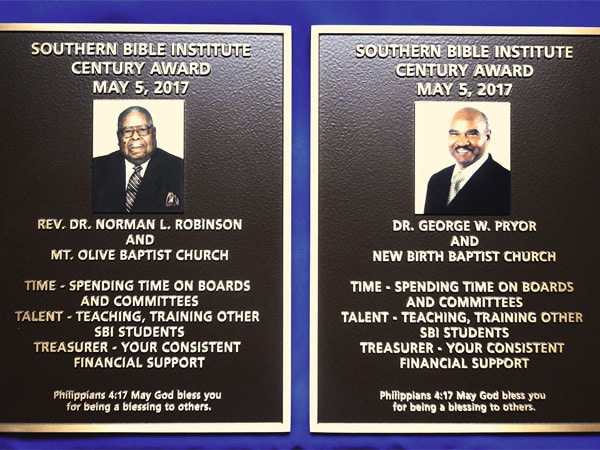 SOUTHERN BIBLE INSTITUTE
CENTURY AWARD
MAY 5, 2017
REV. DR. NORMAN L. ROBINSON
AND
MT. OLIVE BAPTIST CHURCH
TIME - SPENDING TIME ON BOARDS
AND COMMITTEES
TALENT - TEACHING, TRAINING OTHER
SBI STUDENTS
TREASURER - YOUR CONSISTENT
FINANCIAL SUPPORT
Philippians 4:17 May God bless you
for being a blessing to others.
SOUTHERN BIBLE INSTITUTE
CENTURY AWARD
MAY 5, 2017
DR. GEORGE W. PRYOR
AND
NEW BIRTH BAPTIST CHURCH
TIME - SPENDING TIME ON BOARDS
AND COMMITTEES
TALENT - TEACHING, TRAINING OTHER
SBI STUDENTS
TREASURER - YOUR CONSISTENT
FINANCIAL SUPPORT
Philippians 4:17 May God bless you
for being a blessing to others.